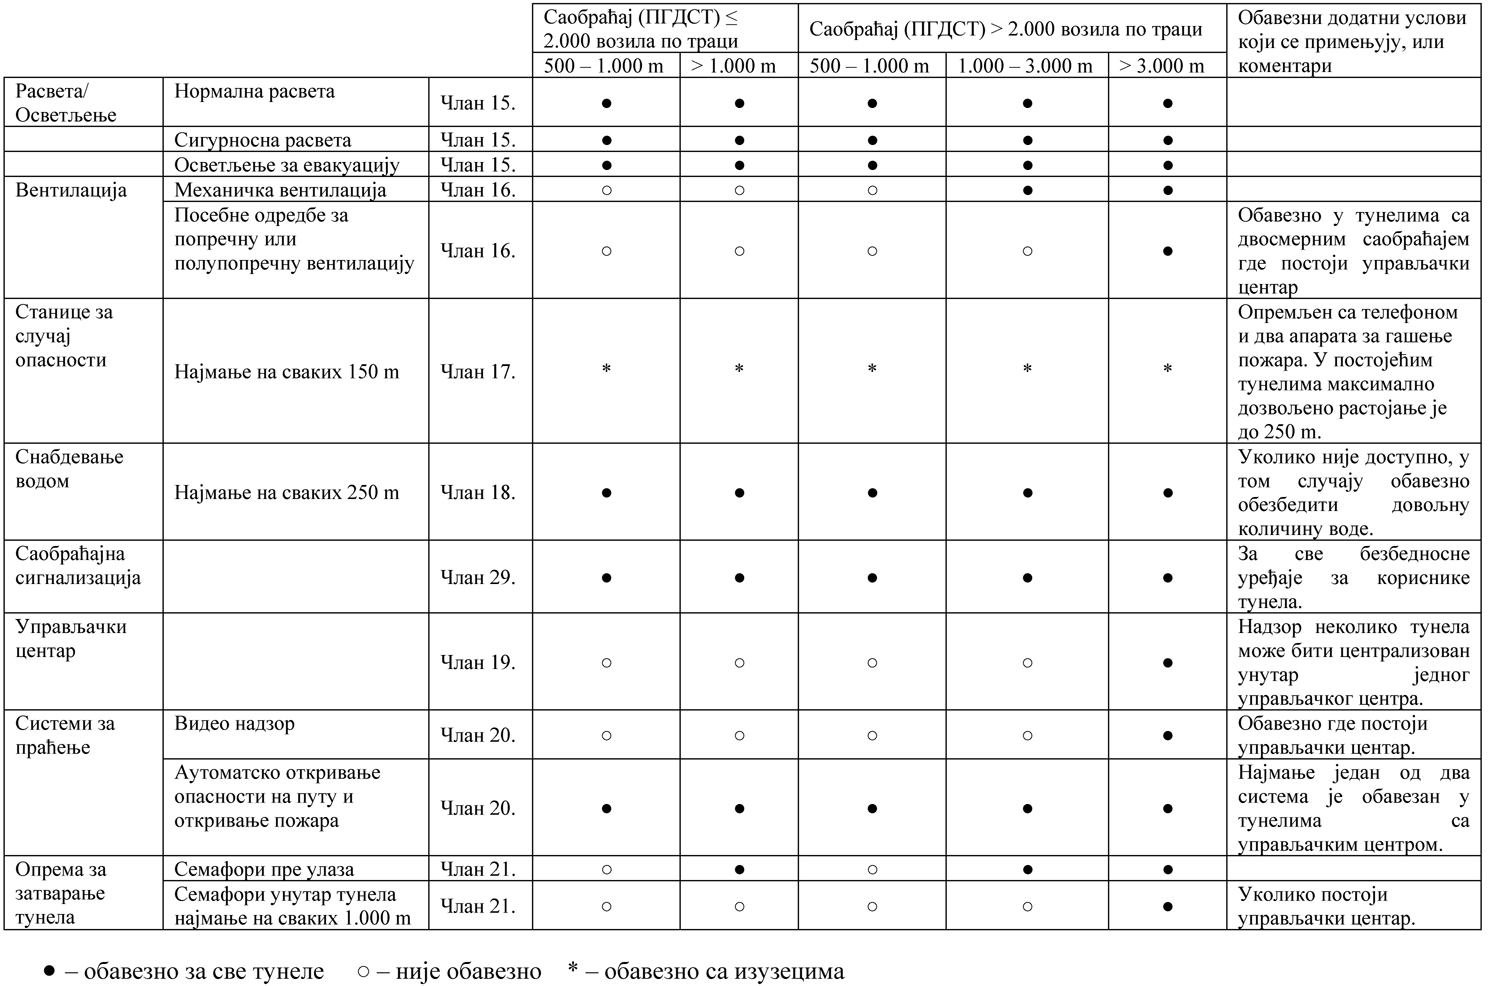 Саобраћај (ПГДСТ) ≤
2.000 возила по траци
Саобраћај (ПГДСТ) > 2.000 возила по траци
Обавезни додатни услови
који се примењују, или
коментари
500 – 1.000 m
> 1.000 m
500 – 1.000 m
1.000 – 3.000 m
> 3.000 m
Расвета/
Осветљење
Нормална расвета
Члан 15.
● ● ● ● ●
Сигурносна расвета
Члан 15.
● ● ● ● ●
Осветљење за евакуацију
Члан 15.
● ● ● ● ●
Вентилација
Механичка вентилација
Члан 16.
○ ○ ○ ● ●
Посебне одредбе за
попречну или
полупопречну вентилацију
Члан 16.
○ ○ ○ ○ ●
Обавезно у тунелима са
двосмерним саобраћајем
где постоји управљачки
центар
Станице за
случај
опасности
Најмање на сваких 150 m
Члан 17.
* * * * *
Опремљен са телефоном
и два апарата за гашење
пожара. У постојећим
тунелима максимално
дозвољено растојање је
до 250 m.
Снабдевање
водом
Најмање на сваких 250 m
Члан 18.
● ● ● ● ●
Уколико није доступно, у
том случају обавезно
обезбедити довољну
количину воде.
Саобраћајна
сигнализација
Члан 29.
● ● ● ● ●
За све безбедносне
уређаје за кориснике
тунела.
Управљачки
центар
Члан 19.
○ ○ ○ ○ ●
Надзор неколико тунела
може бити централизован
унутар једног
управљачког центра.
Системи за
праћење
Видео надзор
Члан 20.
○ ○ ○ ○ ●
Обавезно где постоји
управљачки центар.
Аутоматско откривање
опасности на путу и
откривање пожара
Члан 20.
● ● ● ● ●
Најмање један од два
система је обавезан у
тунелима са
управљачким центром.
Опрема за
затварање
тунела
Семафори пре улаза
Члан 21.
○ ● ○ ● ●
Семафори унутар тунела
најмање на сваких 1.000 m
Члан 21.
○ ○ ○ ○ ●
Уколико постоји
управљачки центар.
● – обавезно за све тунеле ○ – није обавезно * – обавезно са изузецима